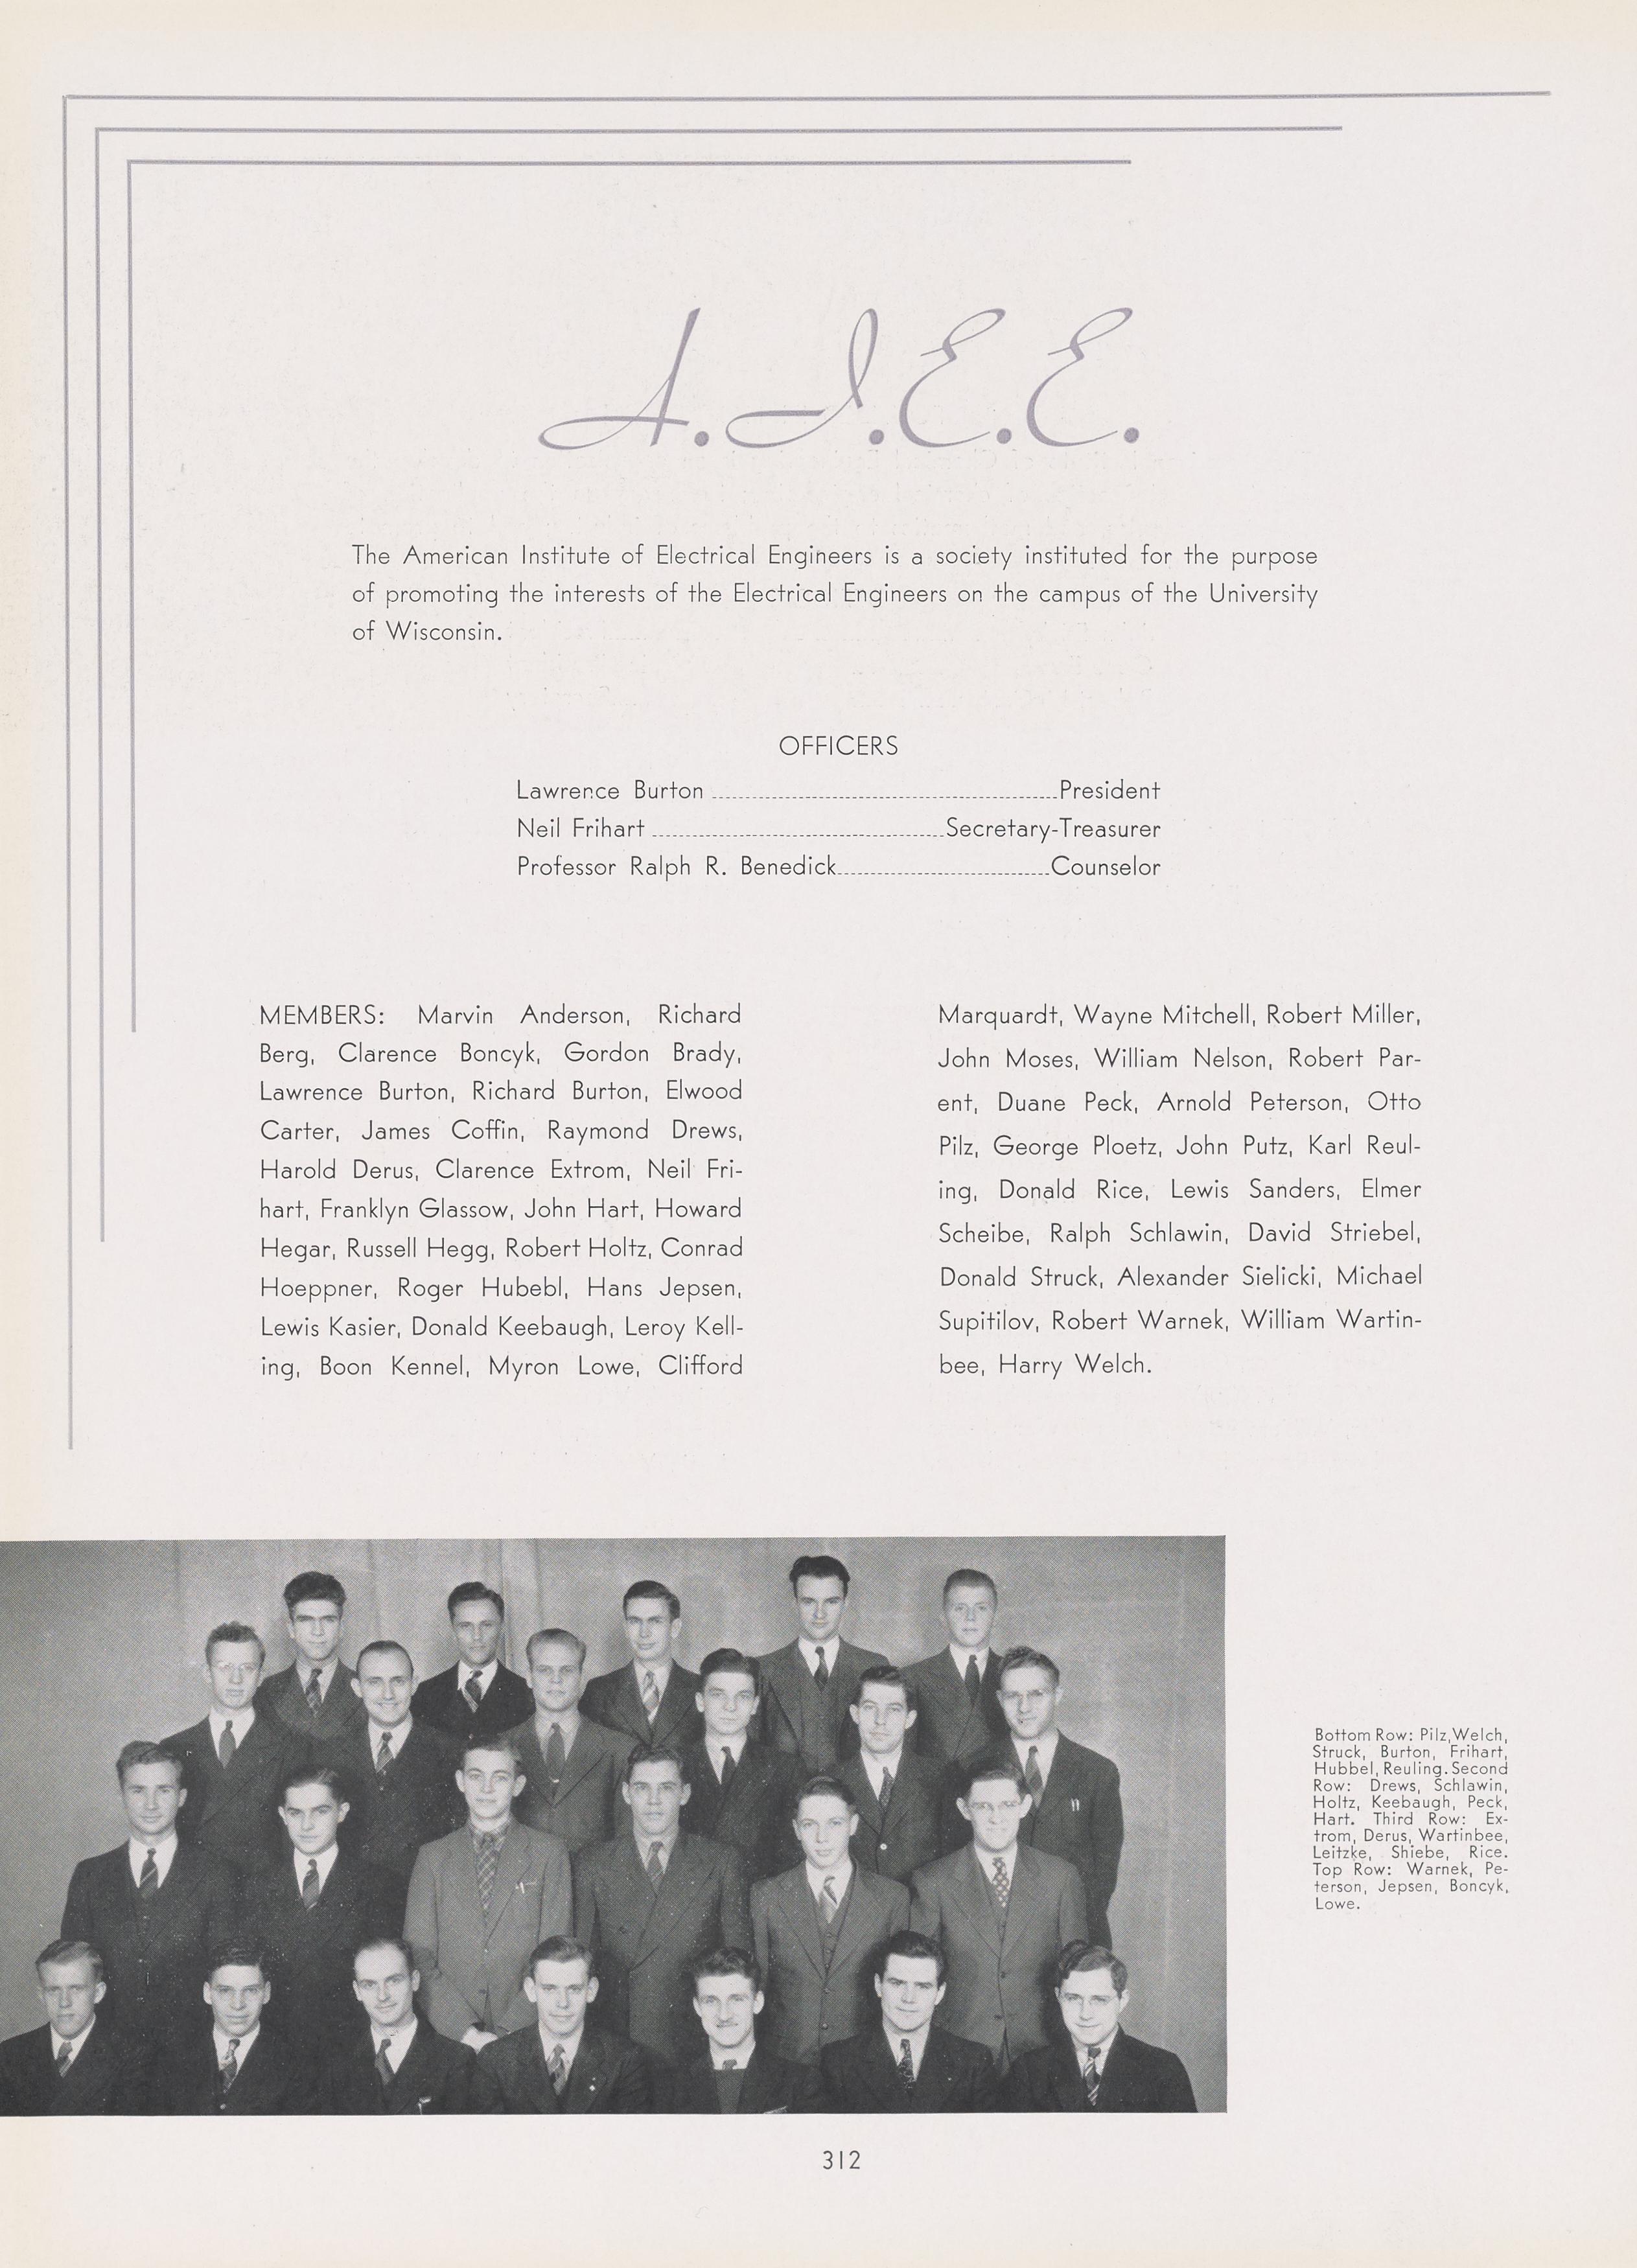 A.I.E.E.
The American Institute of Electrical Engineers is a society instituted for the purpose
of promoting the interests of the Electrical Engineers on the campus of the University
of Wisconsin.
OFFICERS
Lawrence Burton President
Neil Frihart Secretary-Treasurer
Professor Ralph R. Benedick Counselor
MEMBERS: Marvin Anderson, Richard
Berg, Clarence Boncyk, Gordon Brady,
Lawrence Burton, Richard Burton, Elwood
Carter, James Coffin, Raymond Drews,
Harold Derus, Clarence Extrom, Neil Fri-
hart, Franklyn Glassow, John Hart, Howard
Hegar, Russell Hegg, Robert Holtz, Conrad
Hoeppner, Roger Hubebl, Hans Jepsen,
Lewis Kasier, Donald Keebaugh, Leroy Kell-
ing, Boon Kennel, Myron Lowe, Clifford
Marquardt, Wayne Mitchell, Robert Miller,
John Moses, William Nelson, Robert Par-
ent, Duane Peck, Arnold Peterson, Otto
Pilz, George Ploetz, John Putz, Karl Reul-
ing, Donald Rice, Lewis Sanders, Elmer
Scheibe, Ralph Schlawin, David Striebel,
Donald Struck, Alexander Sielicki, Michael
Supitilov, Robert Warnek, William Wartin-
bee, Harry Welch.
Bottom Row: Pilz, Welch,
Struck, Burton, Frihart,
Hubbel, Reuling. Second
Row: Drews, Schlawin,
Holtz, Keebaugh, Peck,
Hart. Third Row: Ex-
trom, Derus, Wartinbee,
Leitzke, Shiebe, Rice.
Top Row: Warnek, Pe-
terson, Jepsen, Boncyk,
Lowe.
312